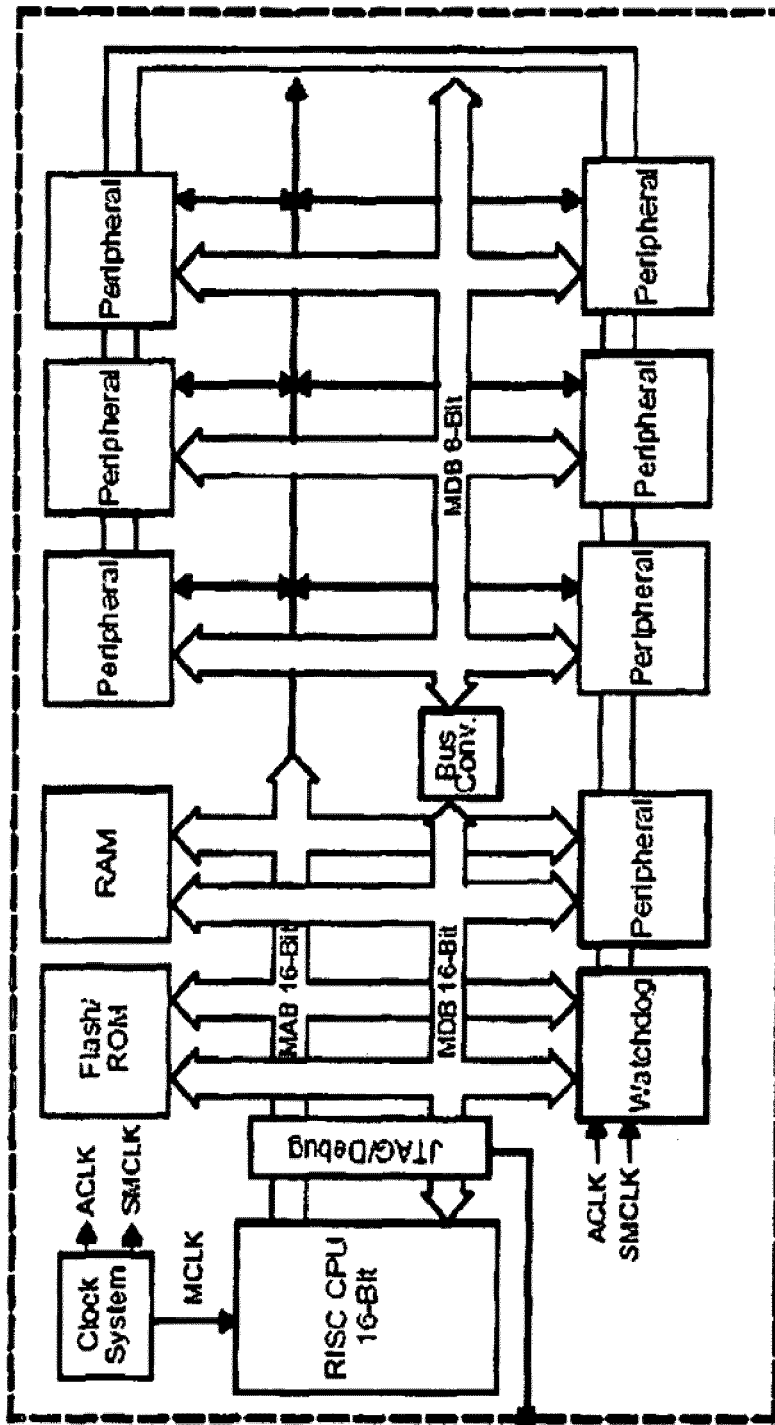 Clock
System
ACLK
SMCLK
MCLK
RISC CPU
16-Bit
JTAG/Debug
Flash/
ROM
RAM
Peripheral
Peripheral
Peripheral
MAB 16-Bit
MDB 16-Bit
Bus
Conv.
MDB 8-Bit
ACLK
SMCLK
Watchdog
Peripheral
Peripheral
Peripheral
Peripheral